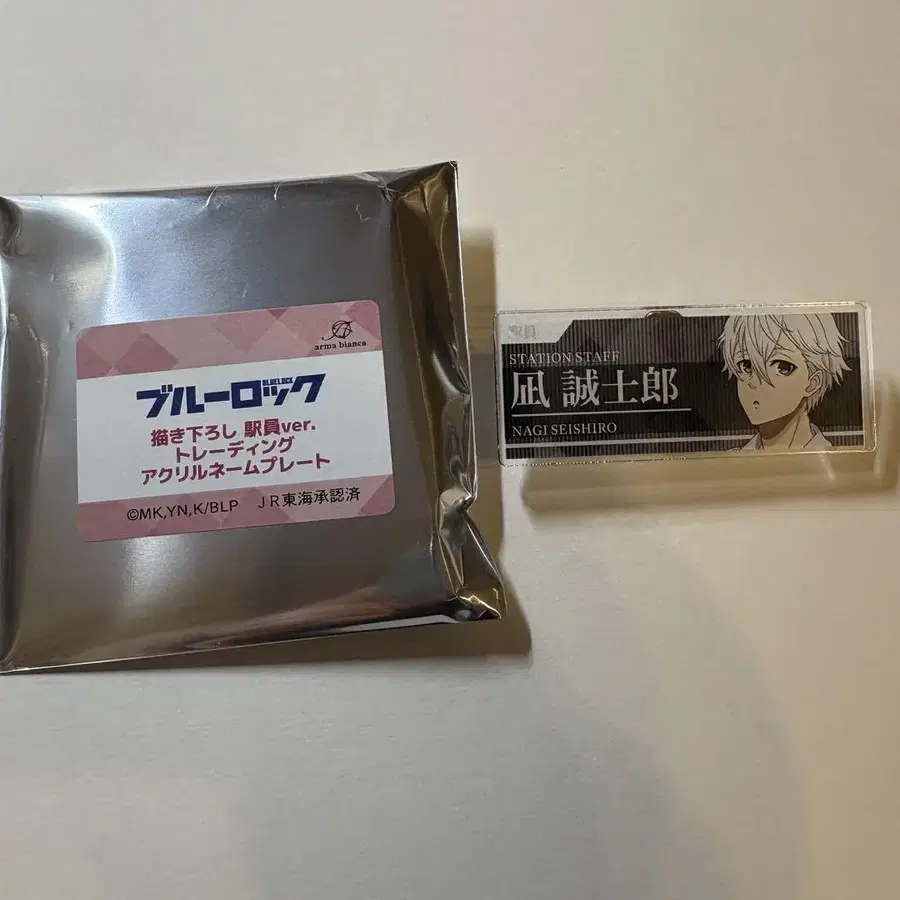 arma bianca
ブルーロック
BLUELOCK
描き下ろし 駅員ver.
トレーディング
アクリルネームプレート
©MK,YN,K/BLP JR東海承認済
駅員
STATION STAFF
凪 誠士郎
NAGI SEISHIRO